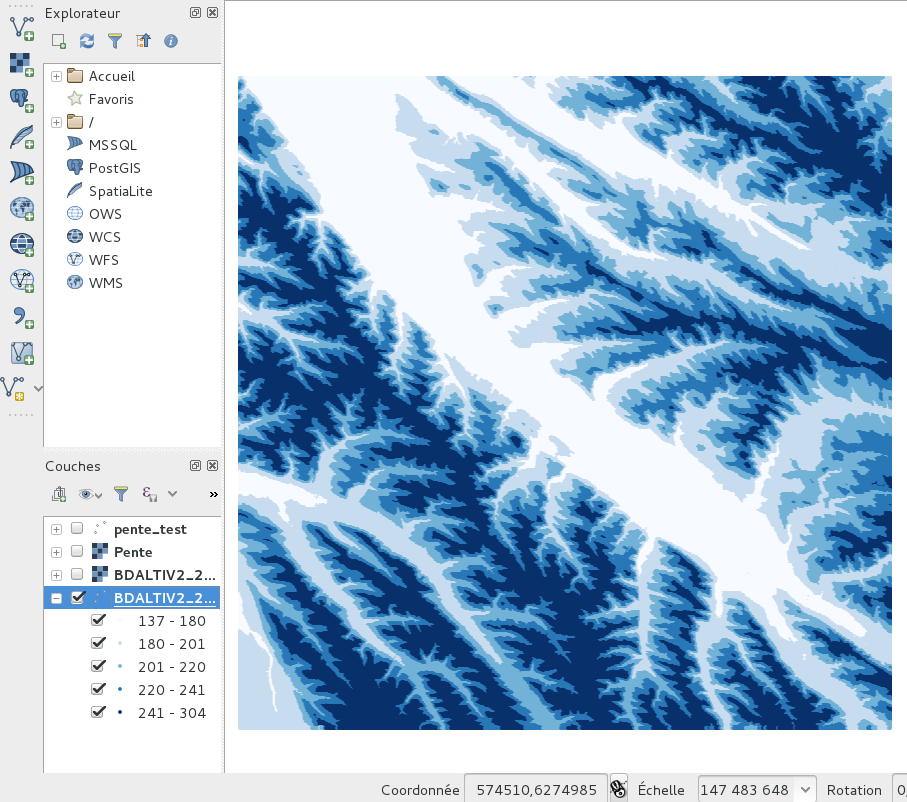 Explorateur
Accueil
Favoris
/
MSSQL
PostGIS
SpatiaLite
OWS
WCS
WFS
WMS
Couches
»
pente_test
Pente
BDALTIV2_2...
BDALTIV2_2...
137 - 180
180 - 201
201 - 220
220 - 241
241 - 304
Coordonnée 574510,6274985 Échelle 147 483 648 Rotation 0,